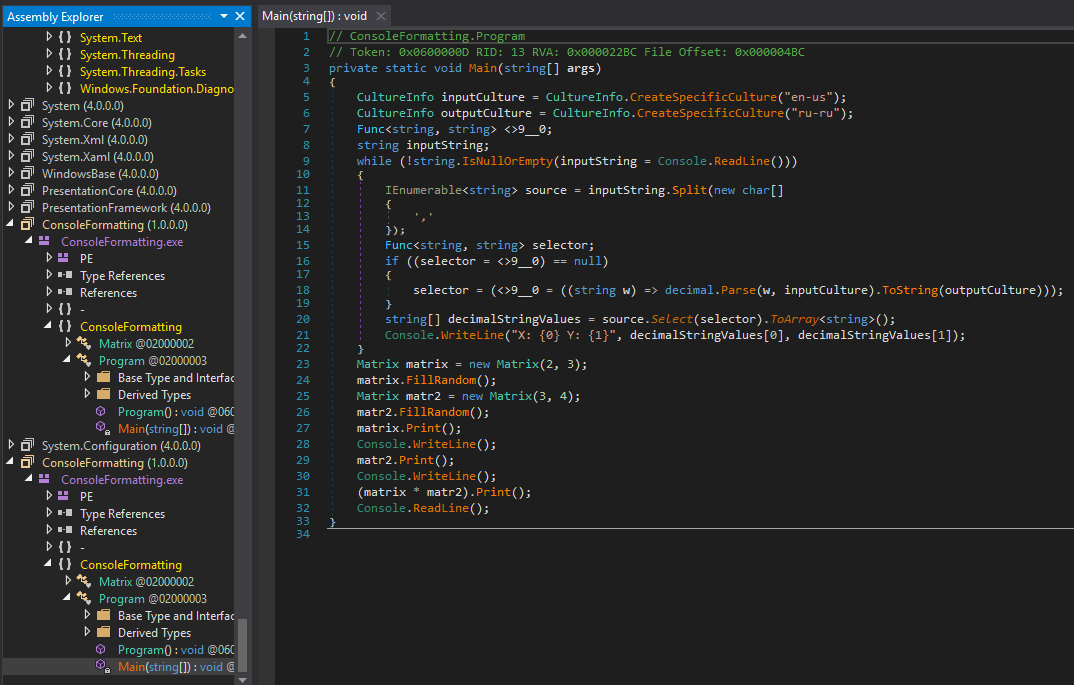 Assembly Explorer
{ } System.Text
{ } System.Threading
{ } System.Threading.Tasks
{ } Windows.Foundation.Diagno
System (4.0.0.0)
System.Core (4.0.0.0)
System.Xml (4.0.0.0)
System.Xaml (4.0.0.0)
WindowsBase (4.0.0.0)
PresentationCore (4.0.0.0)
PresentationFramework (4.0.0.0)
ConsoleFormatting (1.0.0.0)
ConsoleFormatting.exe
PE
Type References
References
{ } -
{ } ConsoleFormatting
Matrix @02000002
Program @02000003
Base Type and Interfac
Derived Types
Program() : void @060
Main(string[]) : void @
System.Configuration (4.0.0.0)
ConsoleFormatting (1.0.0.0)
ConsoleFormatting.exe
PE
Type References
References
{ } -
{ } ConsoleFormatting
Matrix @02000002
Program @02000003
Base Type and Interfac
Derived Types
Program() : void @060
Main(string[]) : void @
Main(string[]) : void
1 // ConsoleFormatting.Program
2 // Token: 0x0600000D RID: 13 RVA: 0x000022BC File Offset: 0x000004BC
3 private static void Main(string[] args)
4 {
5 CultureInfo inputCulture = CultureInfo.CreateSpecificCulture("en-us");
6 CultureInfo outputCulture = CultureInfo.CreateSpecificCulture("ru-ru");
7 Func<string, string> <>9__0;
8 string inputString;
9 while (!string.IsNullOrEmpty(inputString = Console.ReadLine()))
10 {
11 IEnumerable<string> source = inputString.Split(new char[]
12 {
13 ','
14 });
15 Func<string, string> selector;
16 if ((selector = <>9__0) == null)
17 {
18 selector = (<>9__0 = ((string w) => decimal.Parse(w, inputCulture).ToString(outputCulture)));
19 }
20 string[] decimalStringValues = source.Select(selector).ToArray<string>();
21 Console.WriteLine("X: {0} Y: {1}", decimalStringValues[0], decimalStringValues[1]);
22 }
23 Matrix matrix = new Matrix(2, 3);
24 matrix.FillRandom();
25 Matrix matr2 = new Matrix(3, 4);
26 matr2.FillRandom();
27 matrix.Print();
28 Console.WriteLine();
29 matr2.Print();
30 Console.WriteLine();
31 (matrix * matr2).Print();
32 Console.ReadLine();
33 }
34